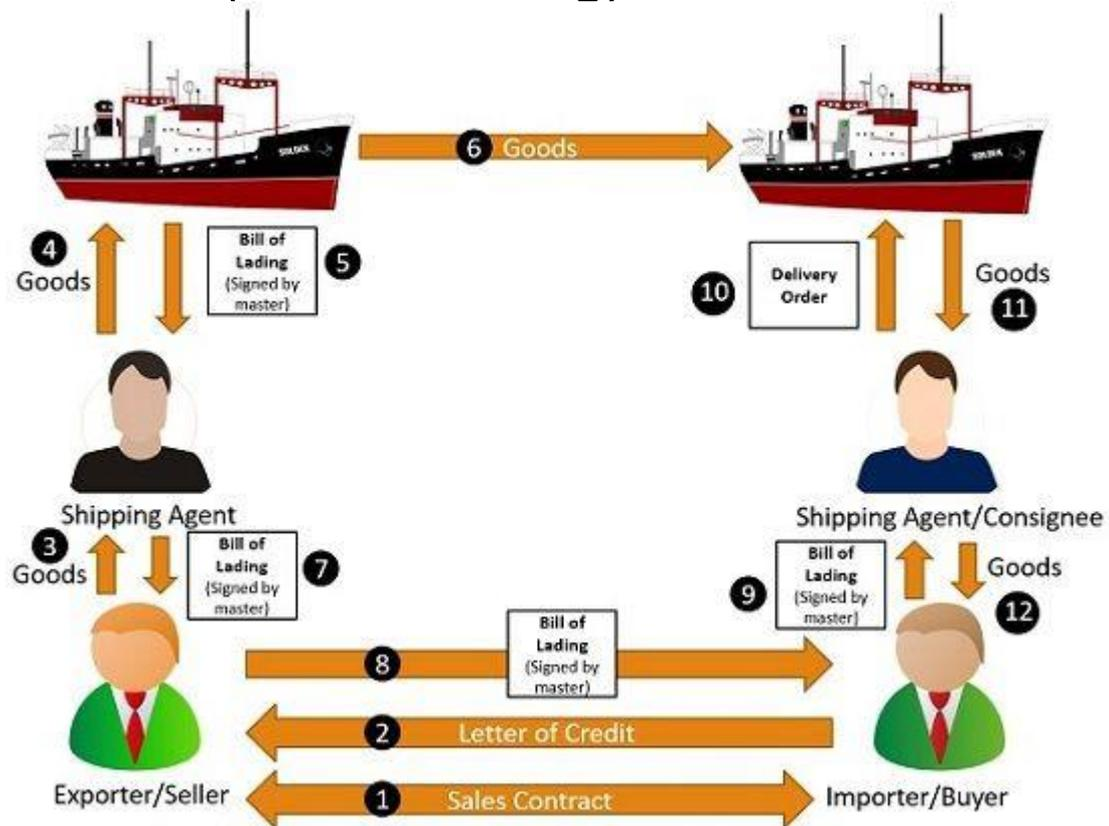 6 Goods
4
Goods
Bill of
Lading
(Signed by
master)
5
10
Delivery
Order
Goods
11
Shipping Agent
Shipping Agent/Consignee
3
Goods
Bill of
Lading
(Signed by
master)
7
9
Bill of
Lading
(Signed by
master)
Goods
12
8
Bill of
Lading
(Signed by
master)
2 Letter of Credit
Exporter/Seller
1 Sales Contract
Importer/Buyer